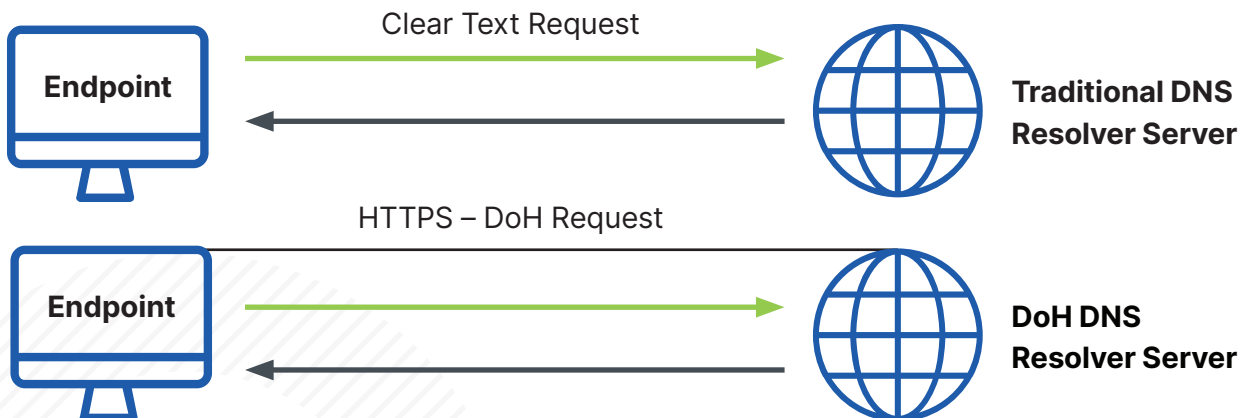 Clear Text Request
Endpoint
Traditional DNS
Resolver Server
HTTPS – DoH Request
Endpoint
DoH DNS
Resolver Server